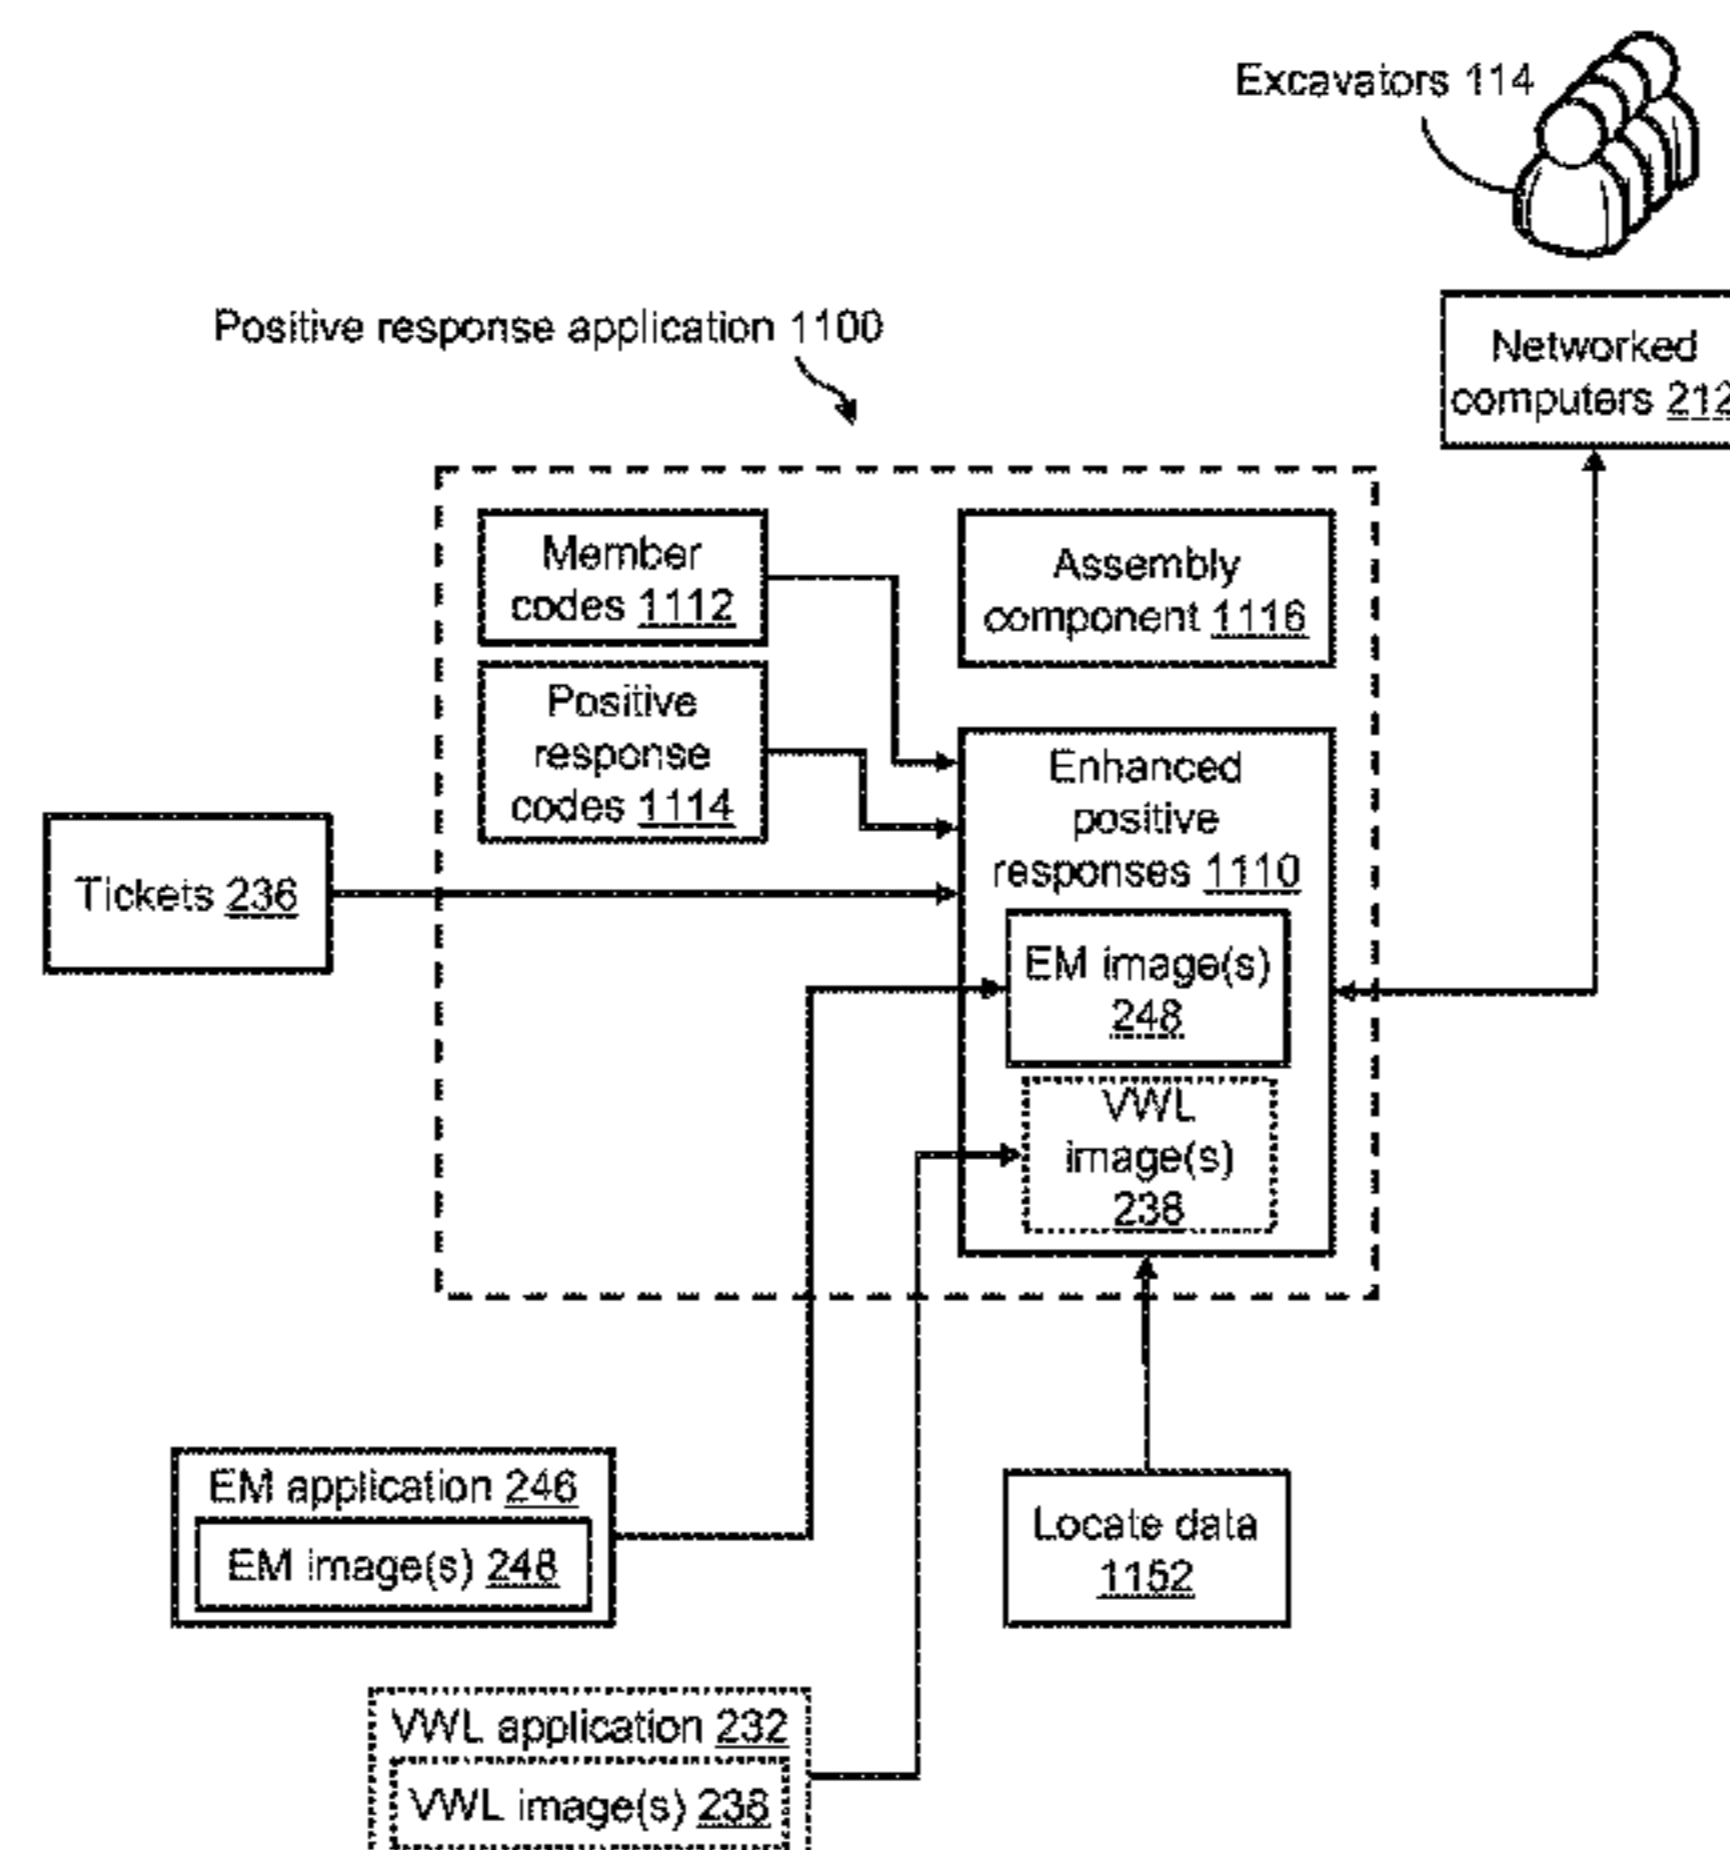 Excavators 114
Positive response application 1100
Networked
computers 212
Member
codes 1112
Assembly
component 1116
Positive
response
codes 1114
Enhanced
positive
responses 1110
Tickets 236
EM image(s)
248
VWL
image(s)
238
EM application 246
EM image(s) 248
Locate data
1152
VWL application 232
VWL image(s) 238